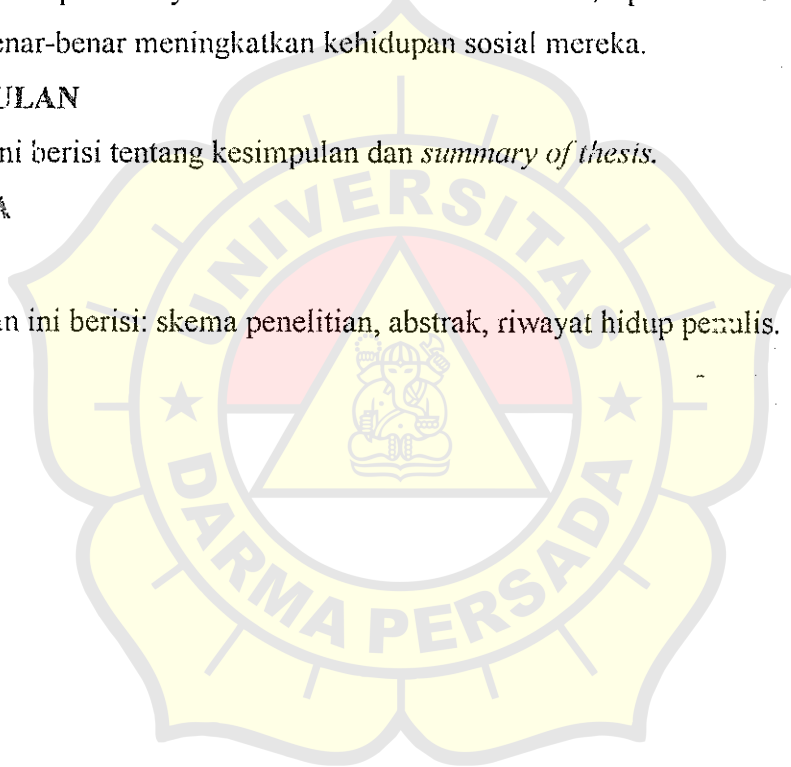 enar-benar meningkatkan kehidupan sosial mereka.
ULAN
ni berisi tentang kesimpulan dan summary of thesis.
A
n ini berisi: skema penelitian, abstrak, riwayat hidup penulis.
UNIVERSITAS
DARMA PERSADA